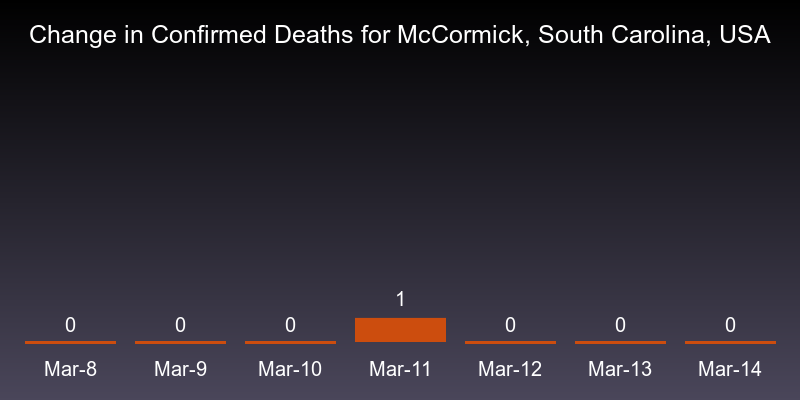 Change in Confirmed Deaths for McCormick, South Carolina, USA
1
0 0 0 0 0 0
Mar-8 Mar-9 Mar-10 Mar-11 Mar-12 Mar-13 Mar-14